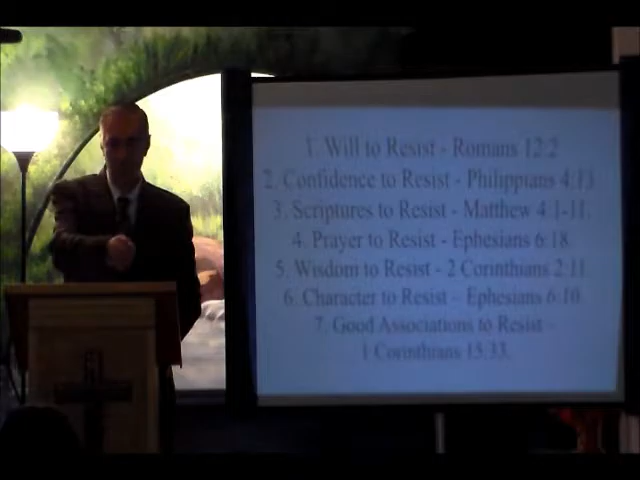 1. Will to Resist - Romans 12:2
2. Confidence to Resist - Philippians 4:13
3. Scriptures to Resist - Matthew 4:1-11.
4. Prayer to Resist - Ephesians 6:18.
5. Wisdom to Resist - 2 Corinthians 2:11.
6. Character to Resist - Ephesians 6:10.
7. Good Associations to Resist -
1 Corinthians 15:33.